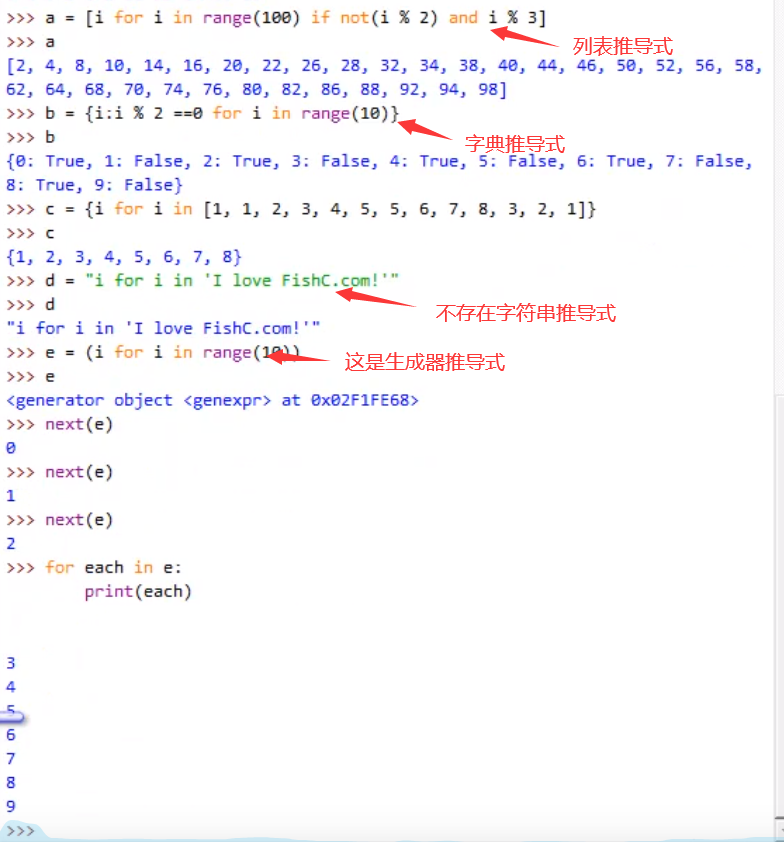 >>> a = [i for i in range(100) if not(i % 2) and i % 3]
>>> a
列表推导式
[2, 4, 8, 10, 14, 16, 20, 22, 26, 28, 32, 34, 38, 40, 44, 46, 50, 52, 56, 58,
62, 64, 68, 70, 74, 76, 80, 82, 86, 88, 92, 94, 98]
>>> b = {i:i % 2 ==0 for i in range(10)}
>>> b
字典推导式
{0: True, 1: False, 2: True, 3: False, 4: True, 5: False, 6: True, 7: False,
8: True, 9: False}
>>> c = {i for i in [1, 1, 2, 3, 4, 5, 5, 6, 7, 8, 3, 2, 1]}
>>> c
{1, 2, 3, 4, 5, 6, 7, 8}
>>> d = "i for i in 'I love FishC.com!'"
>>> d
不存在字符串推导式
"i for i in 'I love FishC.com!'"
>>> e = (i for i in range(10))
这是生成器推导式
>>> e
<generator object <genexpr> at 0x02F1FE68>
>>> next(e)
0
>>> next(e)
1
>>> next(e)
2
>>> for each in e:
print(each)
3
4
5
6
7
8
9
>>>